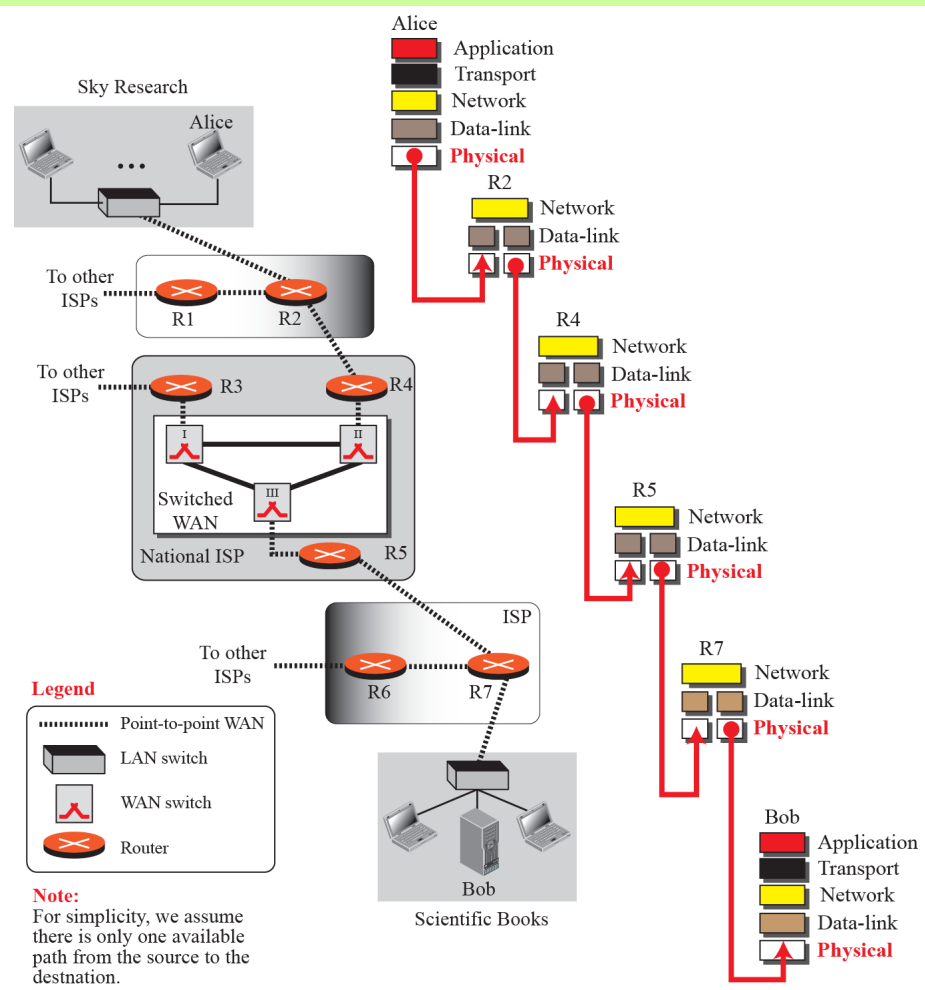 Sky Research
Alice
To other
ISPs
R1
R2
To other
ISPs
R3
R4
I
II
III
Switched
WAN
National ISP
R5
ISP
To other
ISPs
R6
R7
Bob
Scientific Books
Legend
Point-to-point WAN
LAN switch
WAN switch
Router
Note:
For simplicity, we assume
there is only one available
path from the source to the
destnation.
Alice
Application
Transport
Network
Data-link
Physical
R2
Network
Data-link
Physical
R4
Network
Data-link
Physical
R5
Network
Data-link
Physical
R7
Network
Data-link
Physical
Bob
Application
Transport
Network
Data-link
Physical